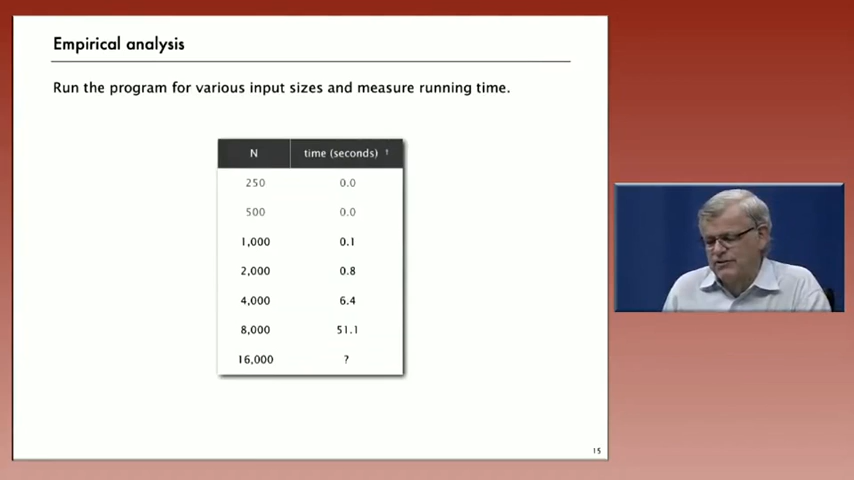 Empirical analysis
Run the program for various input sizes and measure running time.
N time (seconds) †
250 0.0
500 0.0
1,000 0.1
2,000 0.8
4,000 6.4
8,000 51.1
16,000 ?
15